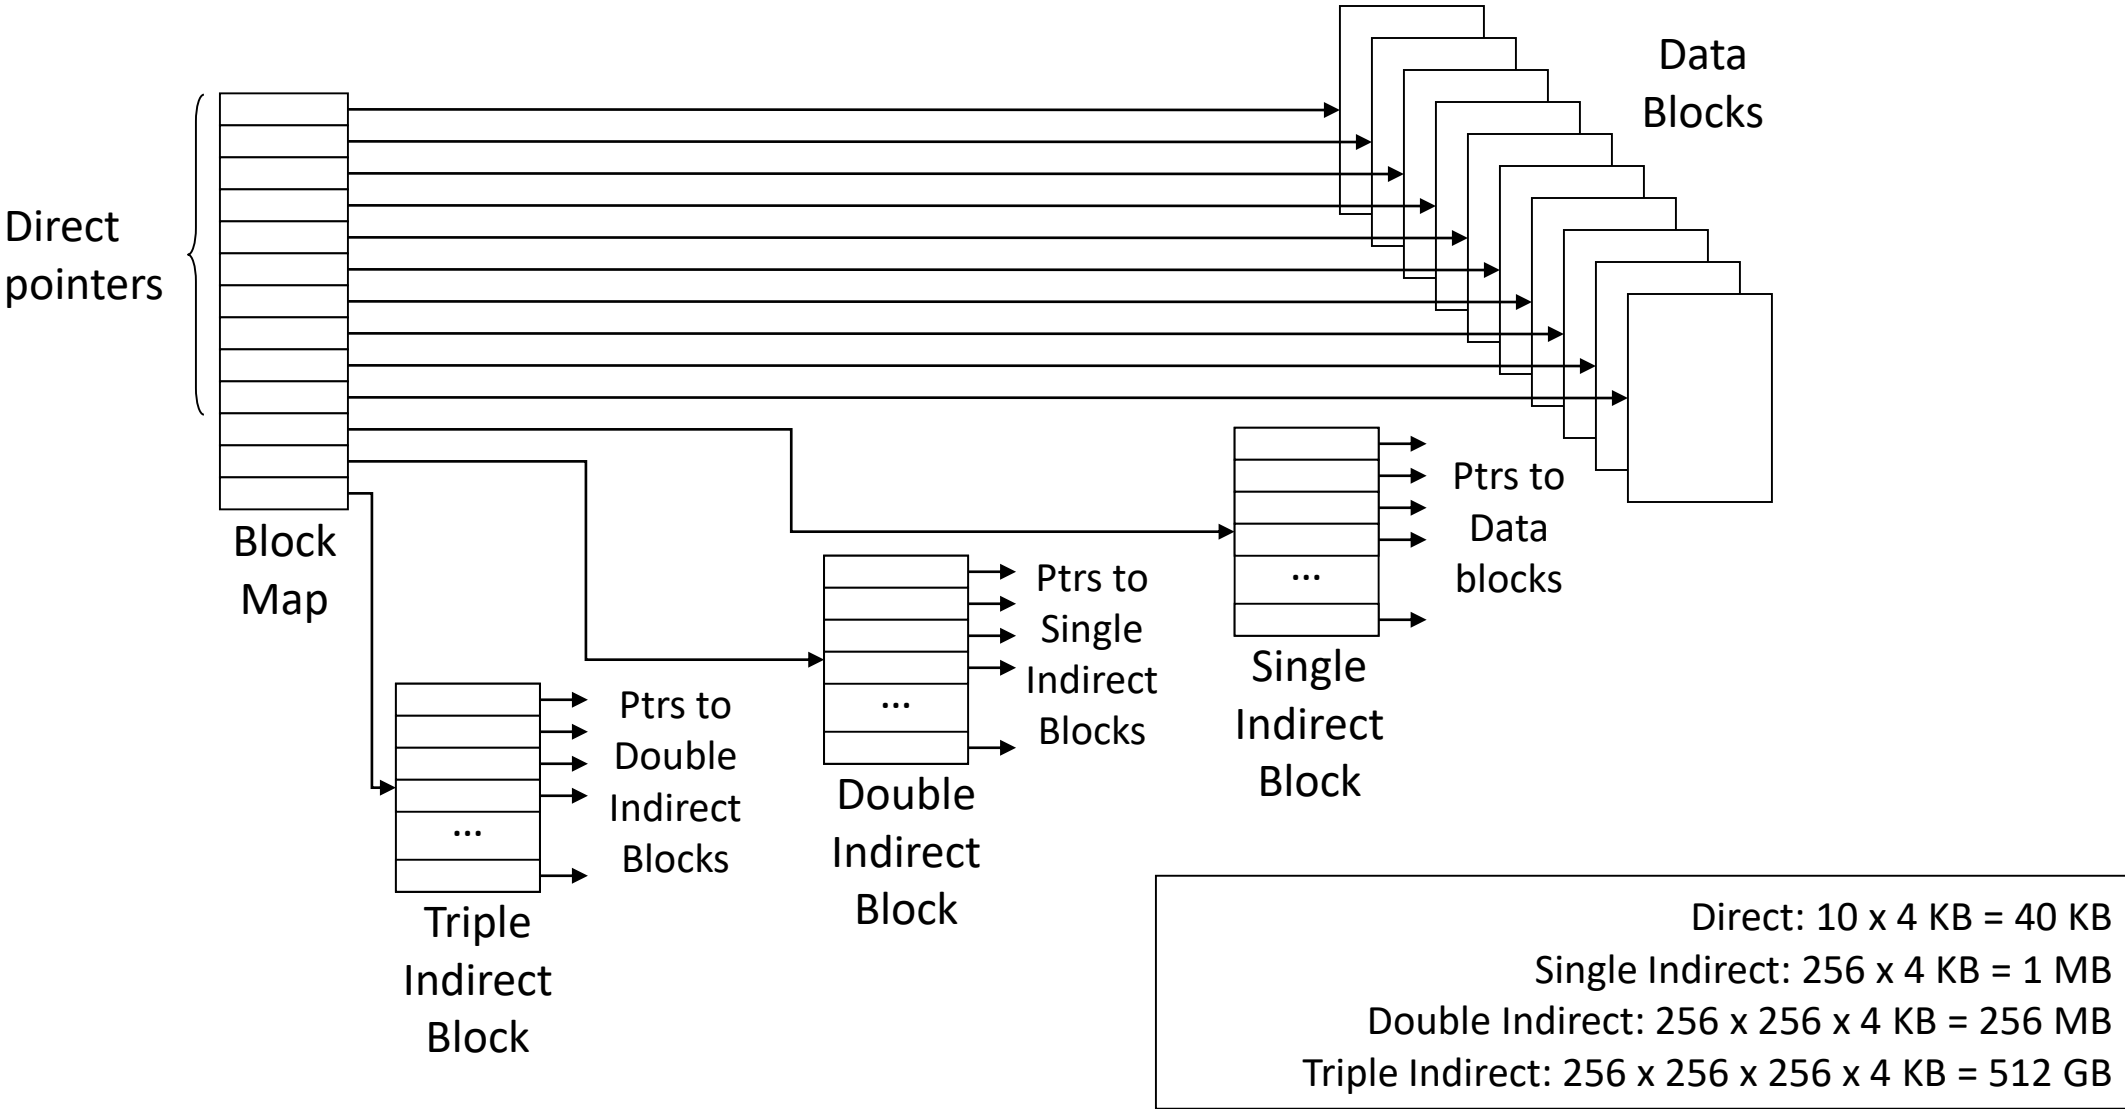 Data
Blocks
Direct
pointers
Block
Map
Ptrs to
Data
blocks
...
Single
Indirect
Block
Ptrs to
Single
Indirect
Blocks
...
Double
Indirect
Block
Ptrs to
Double
Indirect
Blocks
...
Triple
Indirect
Block
Direct: 10 x 4 KB = 40 KB
Single Indirect: 256 x 4 KB = 1 MB
Double Indirect: 256 x 256 x 4 KB = 256 MB
Triple Indirect: 256 x 256 x 256 x 4 KB = 512 GB